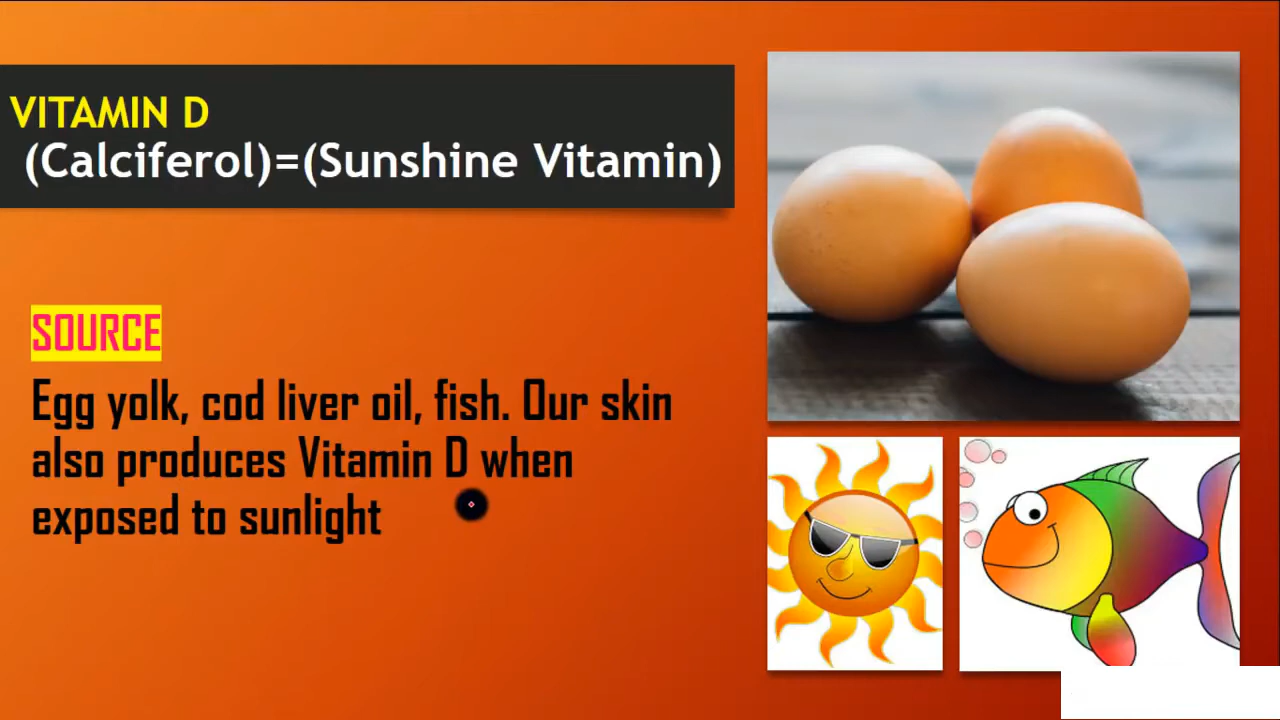 VITAMIN D
(Calciferol)=(Sunshine Vitamin)
SOURCE
Egg yolk, cod liver oil, fish. Our skin
also produces Vitamin D when
exposed to sunlight